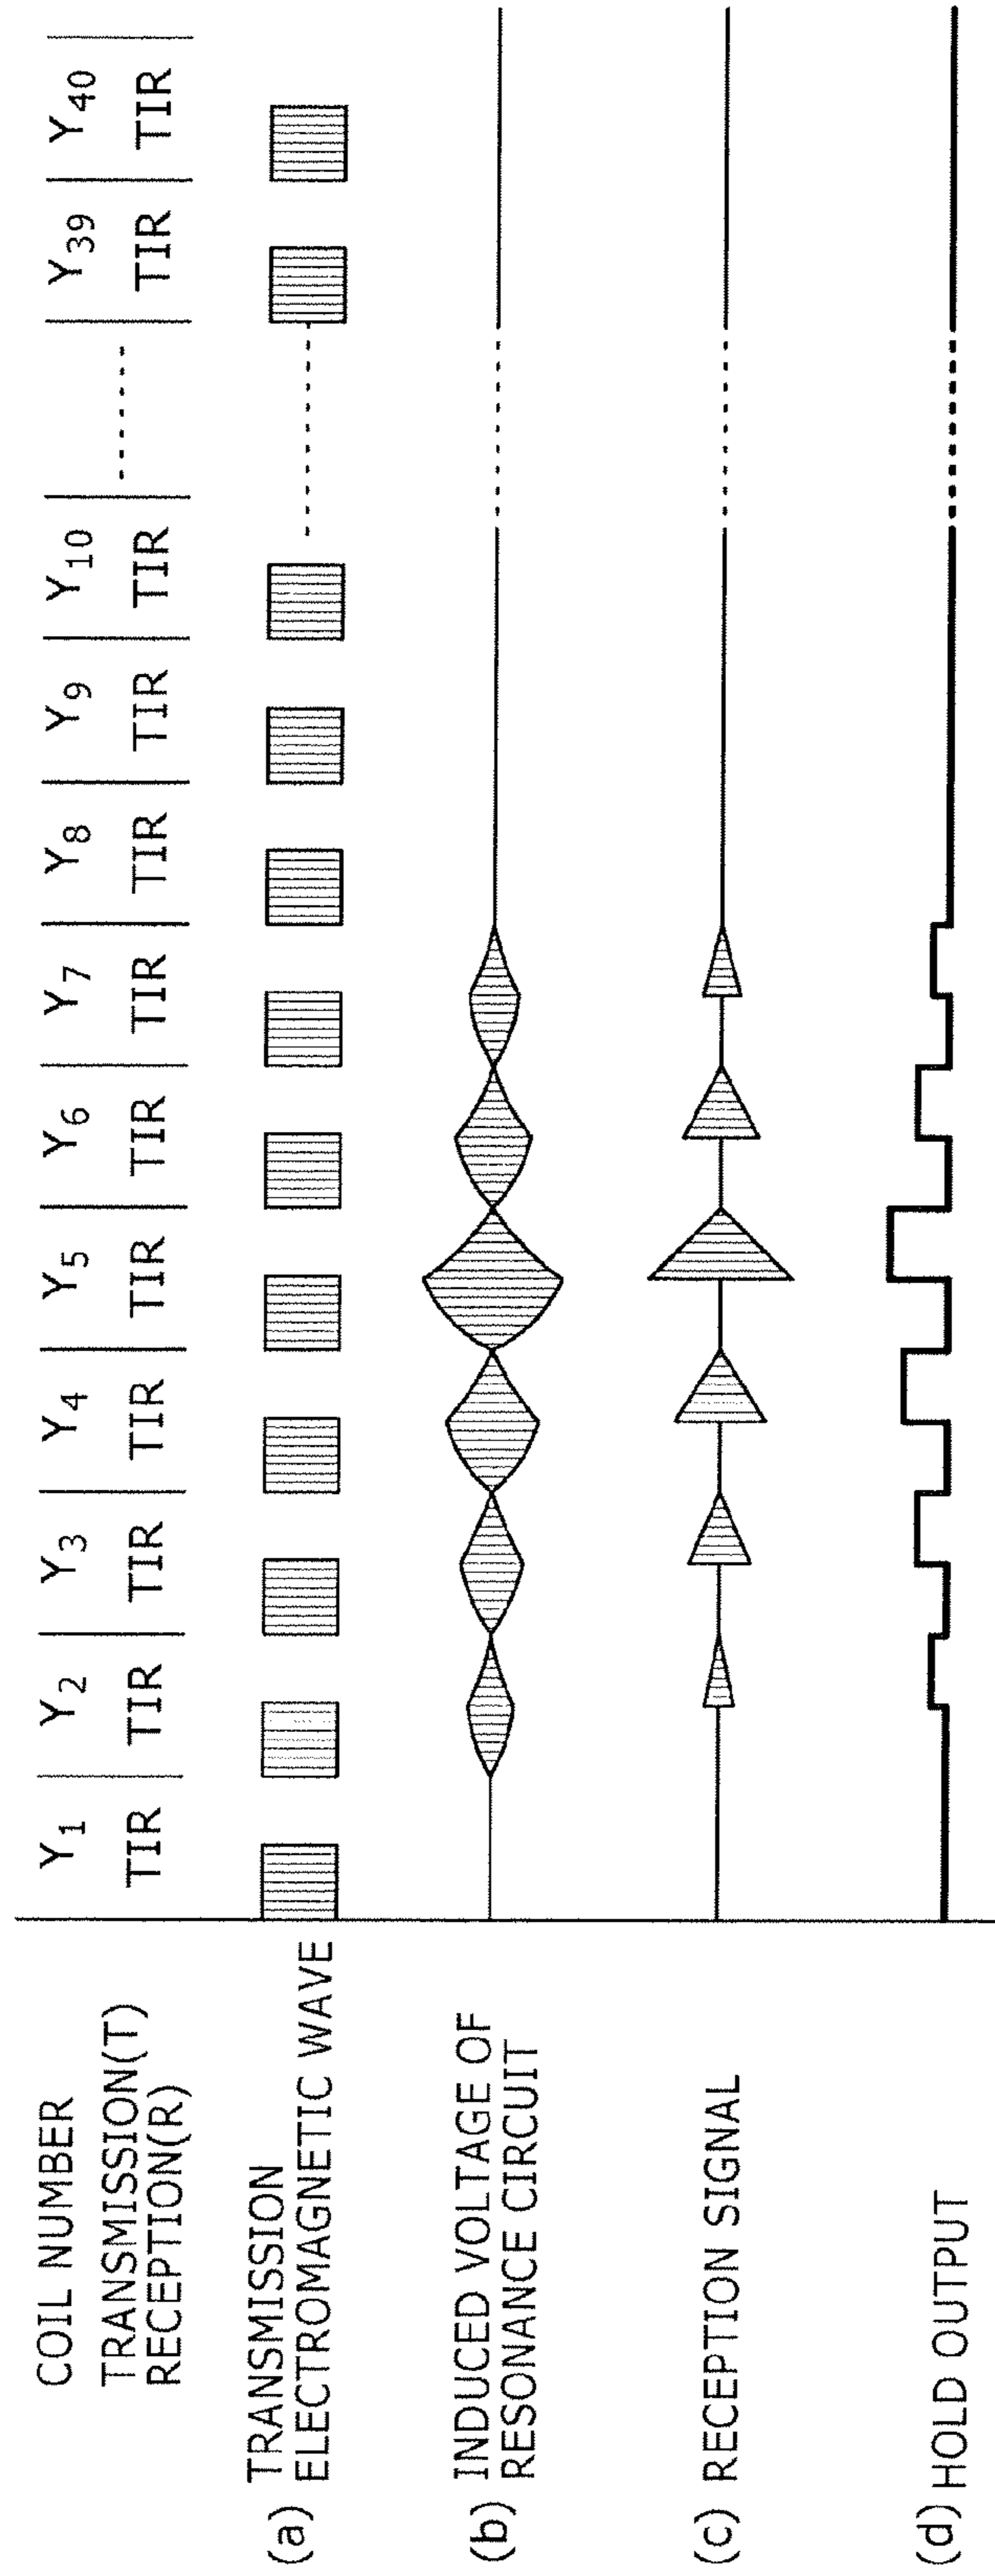 COIL NUMBER
Y1 Y2 Y3 Y4 Y5 Y6 Y7 Y8 Y9 Y10 Y39 Y40
TRANSMISSION(T)
RECEPTION(R)
TIR TIR TIR TIR TIR TIR TIR TIR TIR TIR TIR TIR
(a) TRANSMISSION
ELECTROMAGNETIC WAVE
(b) INDUCED VOLTAGE OF
RESONANCE CIRCUIT
(c) RECEPTION SIGNAL
(d) HOLD OUTPUT